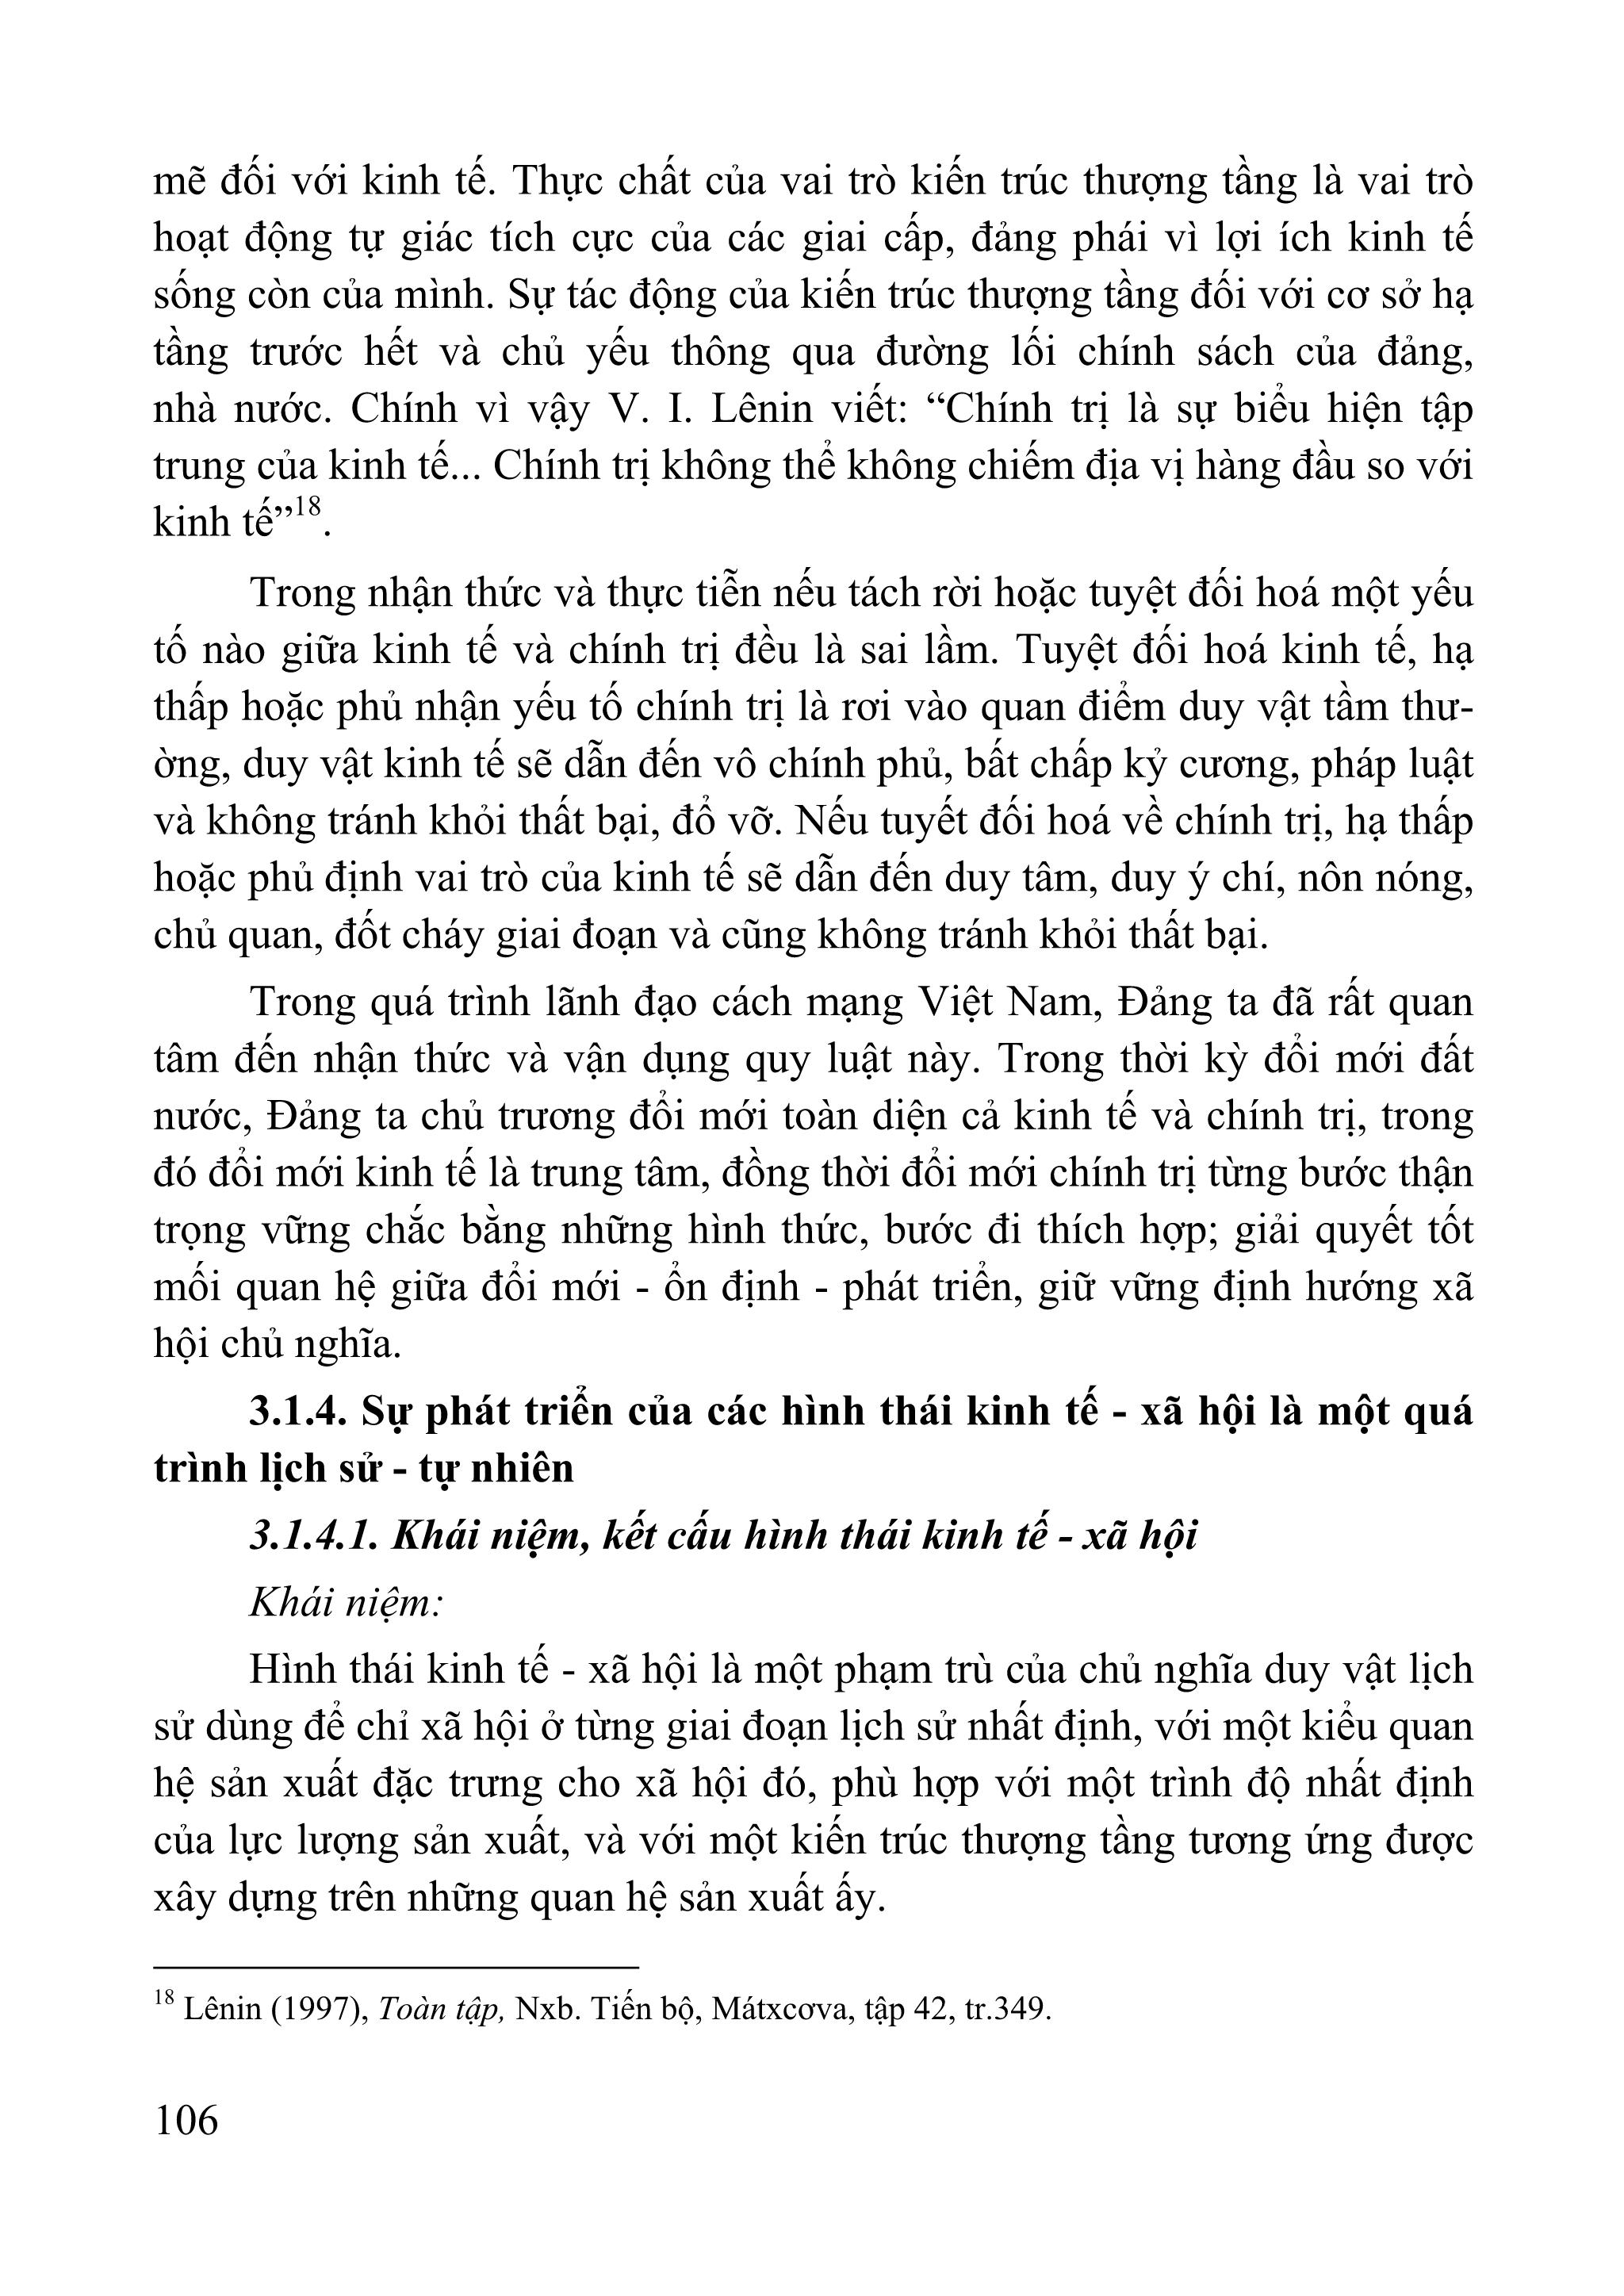 mẽ đối với kinh tế. Thực chất của vai trò kiến trúc thượng tầng là vai trò
hoạt động tự giác tích cực của các giai cấp, đảng phái vì lợi ích kinh tế
sống còn của mình. Sự tác động của kiến trúc thượng tầng đối với cơ sở hạ
tầng trước hết và chủ yếu thông qua đường lối chính sách của đảng,
nhà nước. Chính vì vậy V. I. Lênin viết: “Chính trị là sự biểu hiện tập
trung của kinh tế... Chính trị không thể không chiếm địa vị hàng đầu so với
kinh tế”18.
Trong nhận thức và thực tiễn nếu tách rời hoặc tuyệt đối hoá một yếu
tố nào giữa kinh tế và chính trị đều là sai lầm. Tuyệt đối hoá kinh tế, hạ
thấp hoặc phủ nhận yếu tố chính trị là rơi vào quan điểm duy vật tầm thư-
ờng, duy vật kinh tế sẽ dẫn đến vô chính phủ, bất chấp kỷ cương, pháp luật
và không tránh khỏi thất bại, đổ vỡ. Nếu tuyết đối hoá về chính trị, hạ thấp
hoặc phủ định vai trò của kinh tế sẽ dẫn đến duy tâm, duy ý chí, nôn nóng,
chủ quan, đốt cháy giai đoạn và cũng không tránh khỏi thất bại.
Trong quá trình lãnh đạo cách mạng Việt Nam, Đảng ta đã rất quan
tâm đến nhận thức và vận dụng quy luật này. Trong thời kỳ đổi mới đất
nước, Đảng ta chủ trương đổi mới toàn diện cả kinh tế và chính trị, trong
đó đổi mới kinh tế là trung tâm, đồng thời đổi mới chính trị từng bước thận
trọng vững chắc bằng những hình thức, bước đi thích hợp; giải quyết tốt
mối quan hệ giữa đổi mới - ổn định - phát triển, giữ vững định hướng xã
hội chủ nghĩa.
3.1.4. Sự phát triển của các hình thái kinh tế - xã hội là một quá
trình lịch sử - tự nhiên
3.1.4.1. Khái niệm, kết cấu hình thái kinh tế - xã hội
Khái niệm:
Hình thái kinh tế - xã hội là một phạm trù của chủ nghĩa duy vật lịch
sử dùng để chỉ xã hội ở từng giai đoạn lịch sử nhất định, với một kiểu quan
hệ sản xuất đặc trưng cho xã hội đó, phù hợp với một trình độ nhất định
của lực lượng sản xuất, và với một kiến trúc thượng tầng tương ứng được
xây dựng trên những quan hệ sản xuất ấy.
18 Lênin (1997), Toàn tập, Nxb. Tiến bộ, Mátxcơva, tập 42, tr.349.
106